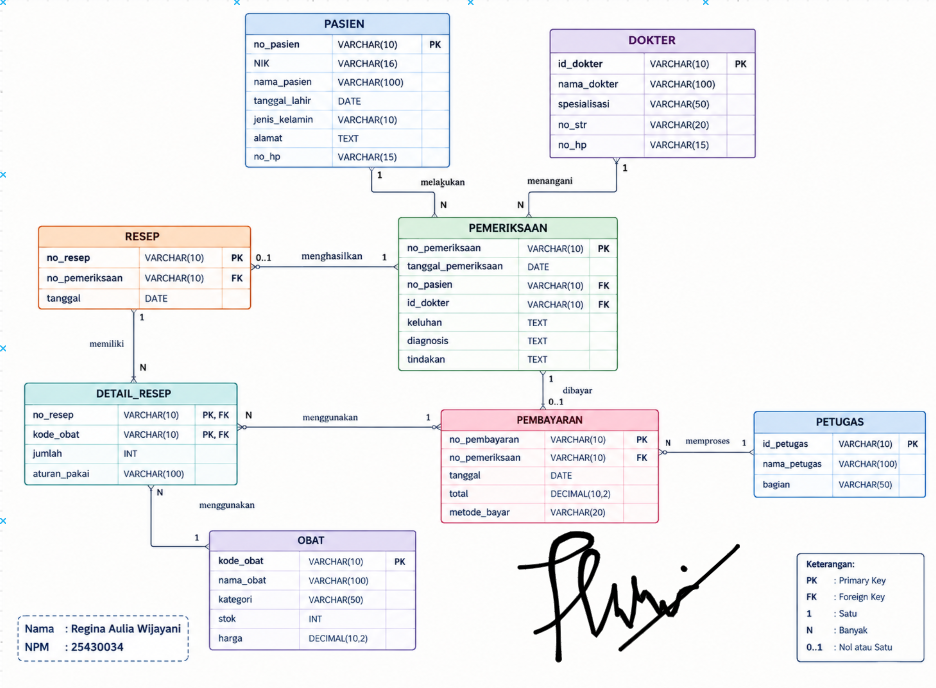 PASIEN
no_pasien VARCHAR(10) PK
NIK VARCHAR(16)
nama_pasien VARCHAR(100)
tanggal_lahir DATE
jenis_kelamin VARCHAR(10)
alamat TEXT
no_hp VARCHAR(15)
DOKTER
id_dokter VARCHAR(10) PK
nama_dokter VARCHAR(100)
spesialisasi VARCHAR(50)
no_str VARCHAR(20)
no_hp VARCHAR(15)
1 melakukan N
1 menangani N
RESEP
no_resep VARCHAR(10) PK
no_pemeriksaan VARCHAR(10) FK
tanggal DATE
0..1 menghasilkan 1
PEMERIKSAAN
no_pemeriksaan VARCHAR(10) PK
tanggal_pemeriksaan DATE
no_pasien VARCHAR(10) FK
id_dokter VARCHAR(10) FK
keluhan TEXT
diagnosis TEXT
tindakan TEXT
1
memiliki
N
1
dibayar
0..1
DETAIL_RESEP
no_resep VARCHAR(10) PK, FK
kode_obat VARCHAR(10) PK, FK
jumlah INT
aturan_pakai VARCHAR(100)
N menggunakan 1
PEMBAYARAN
no_pembayaran VARCHAR(10) PK
no_pemeriksaan VARCHAR(10) FK
tanggal DATE
total DECIMAL(10,2)
metode_bayar VARCHAR(20)
N memproses 1
PETUGAS
id_petugas VARCHAR(10) PK
nama_petugas VARCHAR(100)
bagian VARCHAR(50)
N
menggunakan
1
OBAT
kode_obat VARCHAR(10) PK
nama_obat VARCHAR(100)
kategori VARCHAR(50)
stok INT
harga DECIMAL(10,2)
Nama : Regina Aulia Wijayani
NPM : 25430034
Keterangan:
PK : Primary Key
FK : Foreign Key
1 : Satu
N : Banyak
0..1 : Nol atau Satu